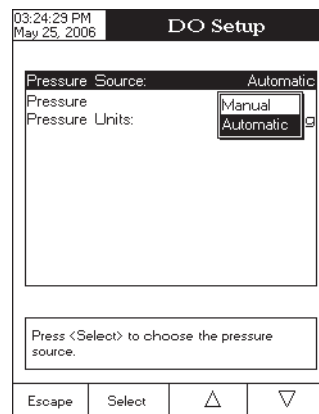 03:24:29 PM
May 25, 2006
DO Setup
Pressure Source: Automatic
Pressure
Pressure Units: g
Manual
Automatic
Press <Select> to choose the pressure
source.
Escape Select △ ▽